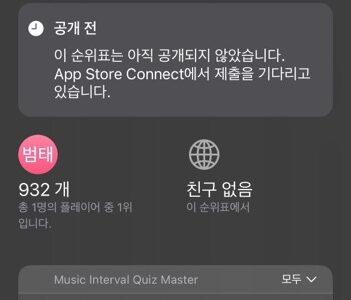 공개 전
이 순위표는 아직 공개되지 않았습니다.
App Store Connect에서 제출을 기다리고
있습니다.
범태
932 개
총 1명의 플레이어 중 1위
입니다.
친구 없음
이 순위표에서
Music Interval Quiz Master
모두